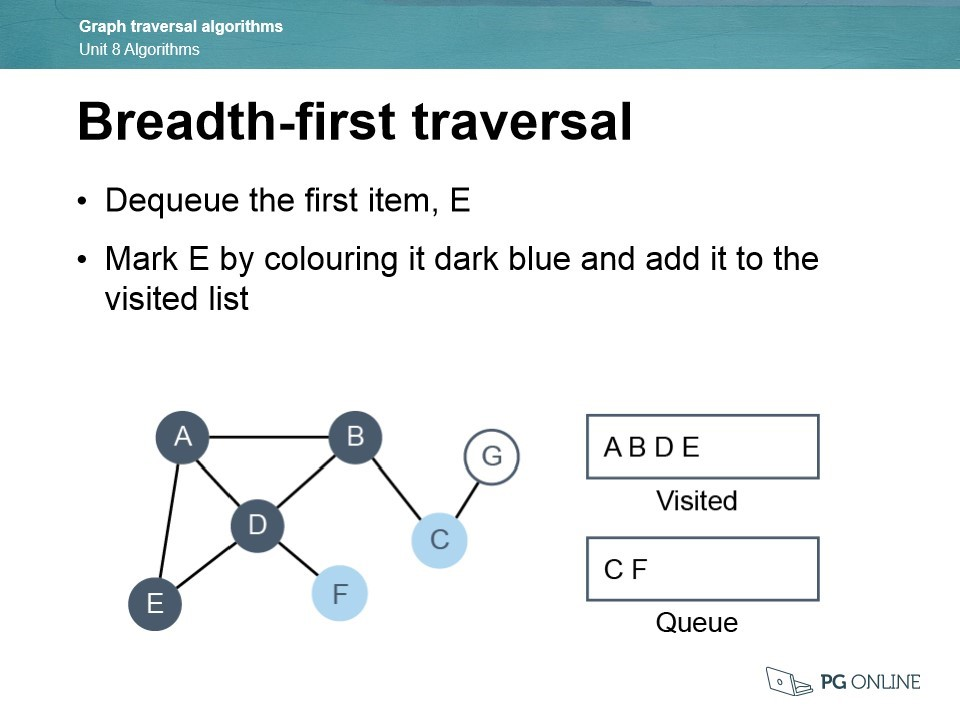 Graph traversal algorithms
Unit 8 Algorithms
Breadth-first traversal
• Dequeue the first item, E
• Mark E by colouring it dark blue and add it to the
visited list
A
B
G
D
C
E
F
A B D E
Visited
C F
Queue
PG ONLINE